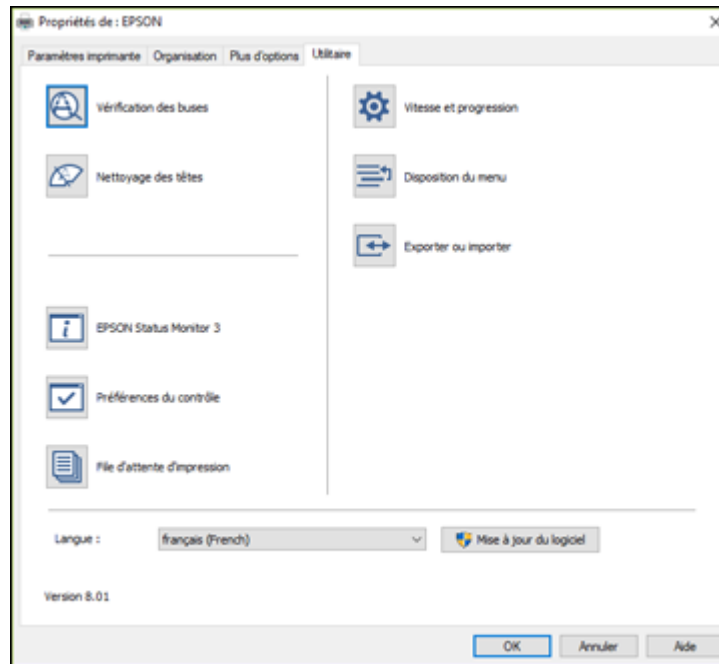 Propriétés de : EPSON
Paramètres imprimante Organisation Plus d'options Utilitaire
Vérification des buses
Vitesse et progression
Nettoyage des têtes
Disposition du menu
Exporter ou importer
EPSON Status Monitor 3
Préférences du contrôle
File d'attente d'impression
Langue : français (French) Mise à jour du logiciel
Version 8.01
OK Annuler Aide